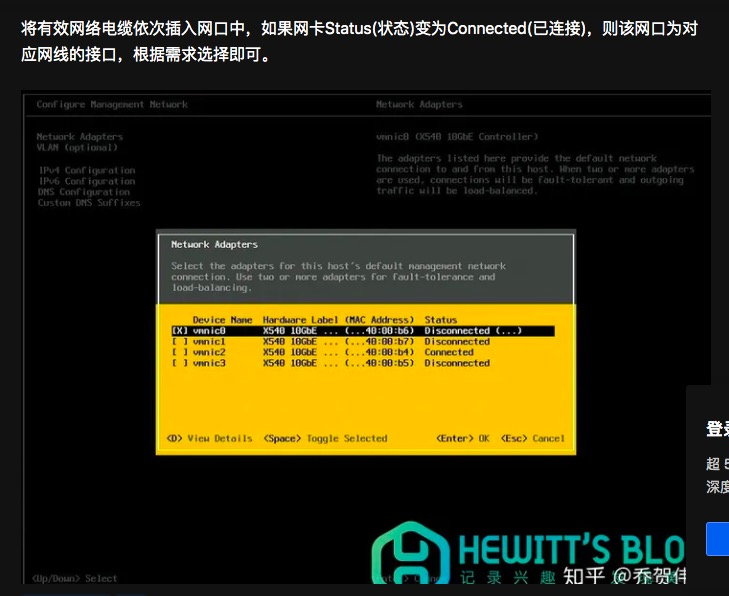 将有效网络电缆依次插入网口中，如果网卡Status(状态)变为Connected(已连接)，则该网口为对
应网线的接口，根据需求选择即可。
Configure Management Network
Network Adapters
Network Adapters
VLAN (optional)
IPv4 Configuration
IPv6 Configuration
DNS Configuration
Custom DNS Suffixes
vmnic0 (X540 10GbE Controller)
The adapters listed here provide the default network
connection to and from this host. When two or more adapters
are used, connections will be fault-tolerant and outgoing
traffic will be load-balanced.
Network Adapters
Select the adapters for this host's default management network
connection. Use two or more adapters for fault-tolerance and
load-balancing.
Device Name Hardware Label (MAC Address) Status
[X] vmnic0 X540 10GbE ... (...40:00:b6) Disconnected (...)
[ ] vmnic1 X540 10GbE ... (...40:00:b7) Disconnected
[ ] vmnic2 X540 10GbE ... (...40:00:b4) Connected
[ ] vmnic3 X540 10GbE ... (...40:00:b5) Disconnected
<D> View Details <Space> Toggle Selected <Enter> OK <Esc> Cancel
登录
超 5
深度
HEWITT'S BLO
记录兴趣
知乎 @乔贺伟
<Up/Down> Select